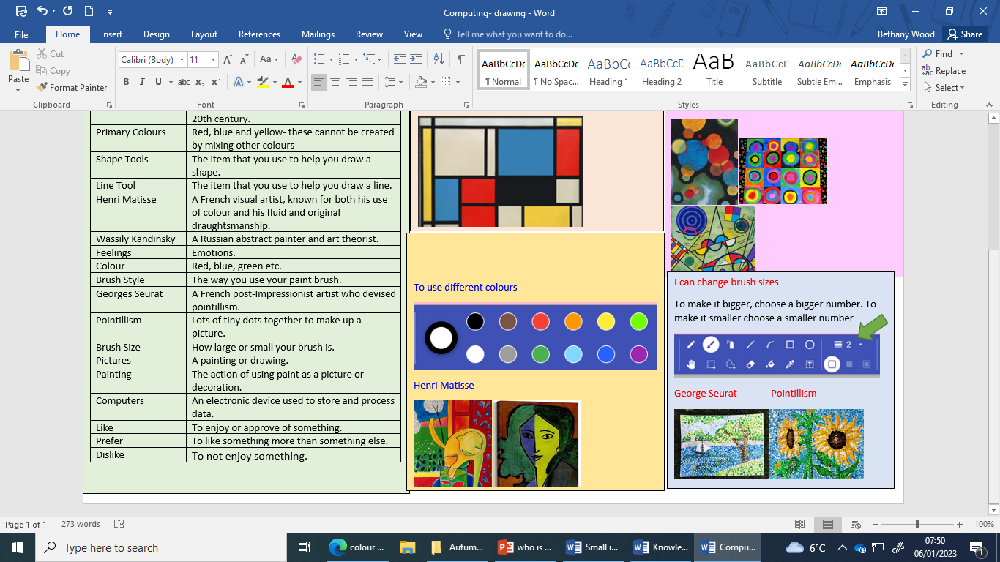 Computing- drawing - Word
File
Home
Insert
Design
Layout
References
Mailings
Review
View
Tell me what you want to do...
Bethany Wood
Share
Paste
Cut
Copy
Format Painter
Clipboard
Calibri (Body)
11
Aa
B I U abc x₂ x²
Font
Paragraph
AaBbCcDc
¶ Normal
AaBbCcDc
¶ No Spac...
AaBbCc
Heading 1
AaBbCcD
Heading 2
AaB
Title
AaBbCcD
Subtitle
AaBbCcDc
Subtle Em...
AaBbCcDc
Emphasis
Styles
Find
Replace
Select
Editing
20th century.
Primary Colours
Red, blue and yellow- these cannot be created
by mixing other colours
Shape Tools
The item that you use to help you draw a
shape.
Line Tool
The item that you use to help you draw a line.
Henri Matisse
A French visual artist, known for both his use
of colour and his fluid and original
draughtsmanship.
Wassily Kandinsky
A Russian abstract painter and art theorist.
Feelings
Emotions.
Colour
Red, blue, green etc.
Brush Style
The way you use your paint brush.
Georges Seurat
A French post-Impressionist artist who devised
pointillism.
Pointillism
Lots of tiny dots together to make up a
picture.
Brush Size
How large or small your brush is.
Pictures
A painting or drawing.
Painting
The action of using paint as a picture or
decoration.
Computers
An electronic device used to store and process
data.
Like
To enjoy or approve of something.
Prefer
To like something more than something else.
Dislike
To not enjoy something.
To use different colours
Henri Matisse
I can change brush sizes
To make it bigger, choose a bigger number. To
make it smaller choose a smaller number
2
George Seurat
Pointillism
Page 1 of 1
273 words
100%
Type here to search
colour ...
Autum...
who is ...
Small i...
Knowle...
Compu...
6°C
07:50
06/01/2023
1